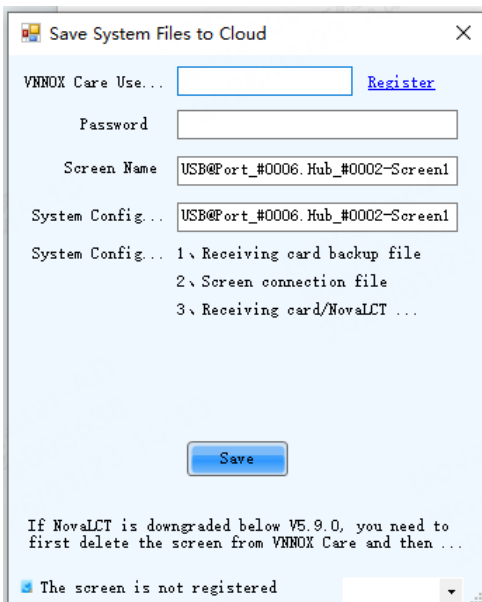 Save System Files to Cloud
VNNOX Care Use... Register
Password
Screen Name USB@Port_#0006.Hub_#0002-Screen1
System Config... USB@Port_#0006.Hub_#0002-Screen1
System Config... 1、Receiving card backup file
2、Screen connection file
3、Receiving card/NovaLCT ...
Save
If NovaLCT is downgraded below V5.9.0, you need to
first delete the screen from VNNOX Care and then ...
The screen is not registered